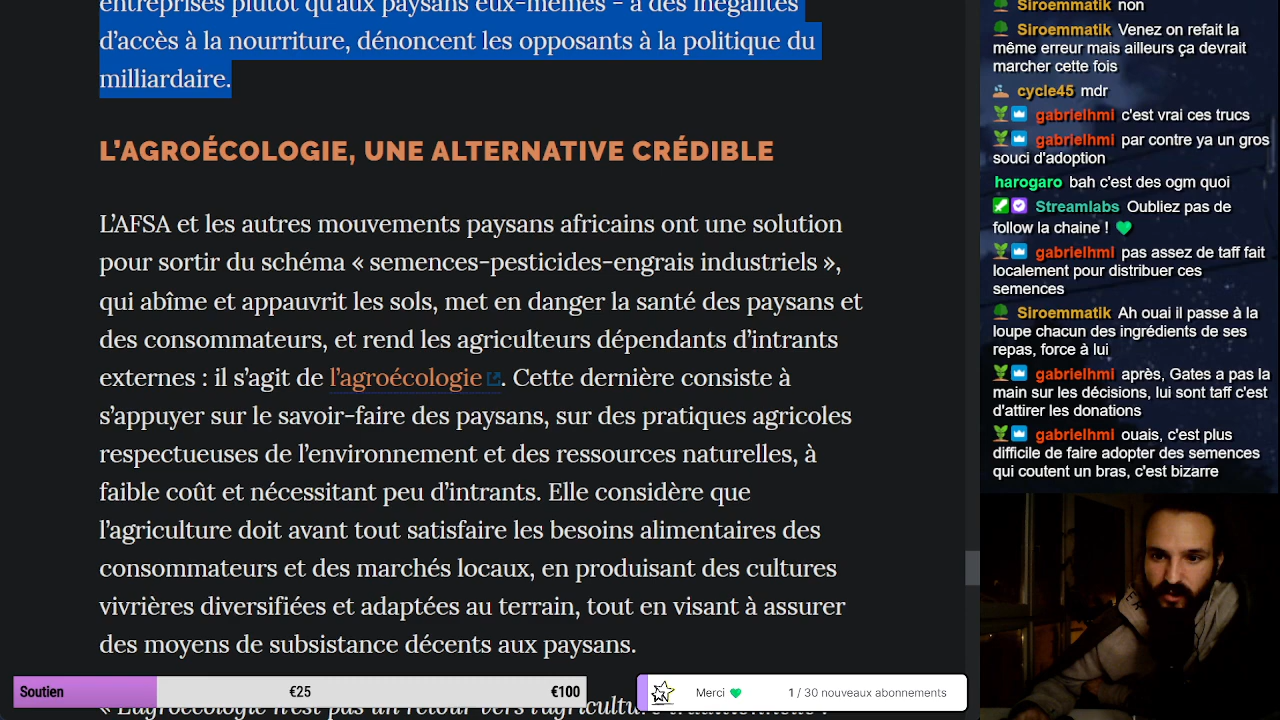 entreprises plutôt qu'aux paysans eux-mêmes – à des inégalités
d'accès à la nourriture, dénoncent les opposants à la politique du
milliardaire.
L'AGROÉCOLOGIE, UNE ALTERNATIVE CRÉDIBLE
L'AFSA et les autres mouvements paysans africains ont une solution
pour sortir du schéma « semences-pesticides-engrais industriels »,
qui abîme et appauvrit les sols, met en danger la santé des paysans et
des consommateurs, et rend les agriculteurs dépendants d'intrants
externes : il s'agit de l'agroécologie. Cette dernière consiste à
s'appuyer sur le savoir-faire des paysans, sur des pratiques agricoles
respectueuses de l'environnement et des ressources naturelles, à
faible coût et nécessitant peu d'intrants. Elle considère que
l'agriculture doit avant tout satisfaire les besoins alimentaires des
consommateurs et des marchés locaux, en produisant des cultures
vivrières diversifiées et adaptées au terrain, tout en visant à assurer
des moyens de subsistance décents aux paysans.
« L'agroécologie n'est pas un retour vers l'agriculture traditionnelle !
Soutien €25 €100
Merci 1 / 30 nouveaux abonnements
Siroemmatik non
Siroemmatik Venez on refait la
même erreur mais ailleurs ça devrait
marcher cette fois
cycle45 mdr
gabrielhmi c'est vrai ces trucs
gabrielhmi par contre ya un gros
souci d'adoption
harogaro bah c'est des ogm quoi
Streamlabs Oubliez pas de
follow la chaine !
gabrielhmi pas assez de taff fait
localement pour distribuer ces
semences
Siroemmatik Ah ouai il passe à la
loupe chacun des ingrédients de ses
repas, force à lui
gabrielhmi après, Gates a pas la
main sur les décisions, lui sont taff c'est
d'attirer les donations
gabrielhmi ouais, c'est plus
difficile de faire adopter des semences
qui coutent un bras, c'est bizarre